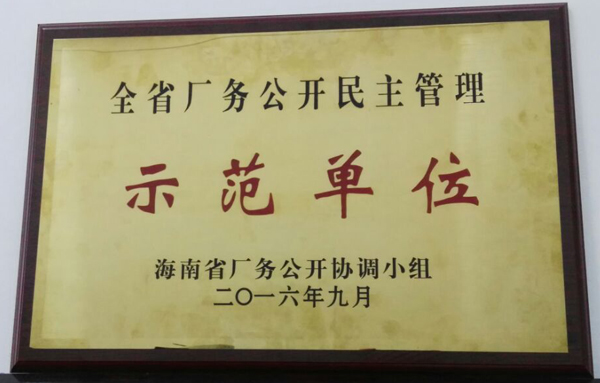 全省厂务公开民主管理
示范单位
海南省厂务公开协调小组
二〇一六年九月